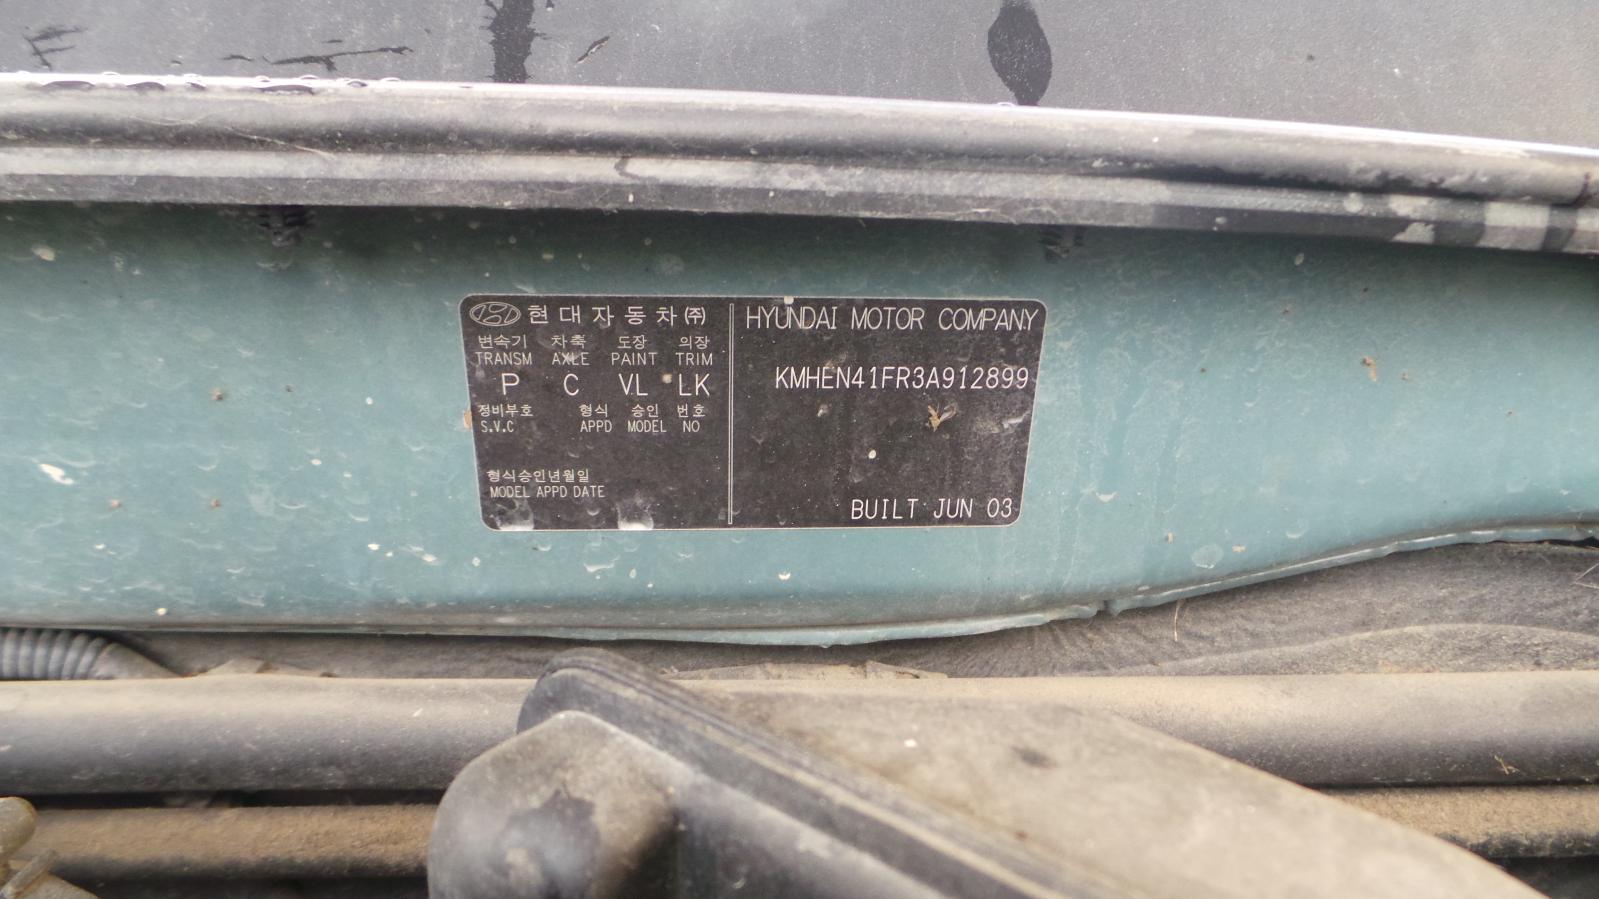 현대자동차㈜
변속기 차축 도장 의장
TRANSM AXLE PAINT TRIM
P C VL LK
정비부호 형식 승인 번호
S.V.C APPD MODEL NO
형식승인년월일
MODEL APPD DATE
HYUNDAI MOTOR COMPANY
KMHEN41FR3A912899
BUILT JUN 03